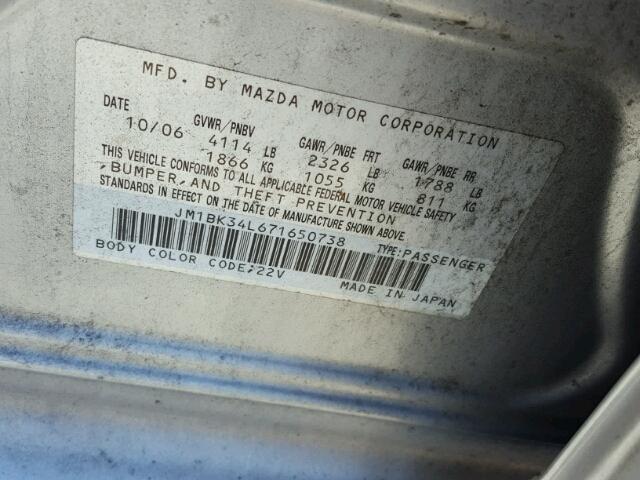 MFD. BY MAZDA MOTOR CORPORATION
DATE GVWR/PNBV GAWR/PNBE FRT GAWR/PNBE RR
10/06 4114 LB 2326 LB 1788 LB
1866 KG 1055 KG 811 KG
THIS VEHICLE CONFORMS TO ALL APPLICABLE FEDERAL MOTOR VEHICLE SAFETY
,BUMPER,AND THEFT PREVENTION
STANDARDS IN EFFECT ON THE DATE OF MANUFACTURE SHOWN ABOVE.
JM1BK34L671650738 TYPE:PASSENGER
BODY COLOR CODE:22V MADE IN JAPAN